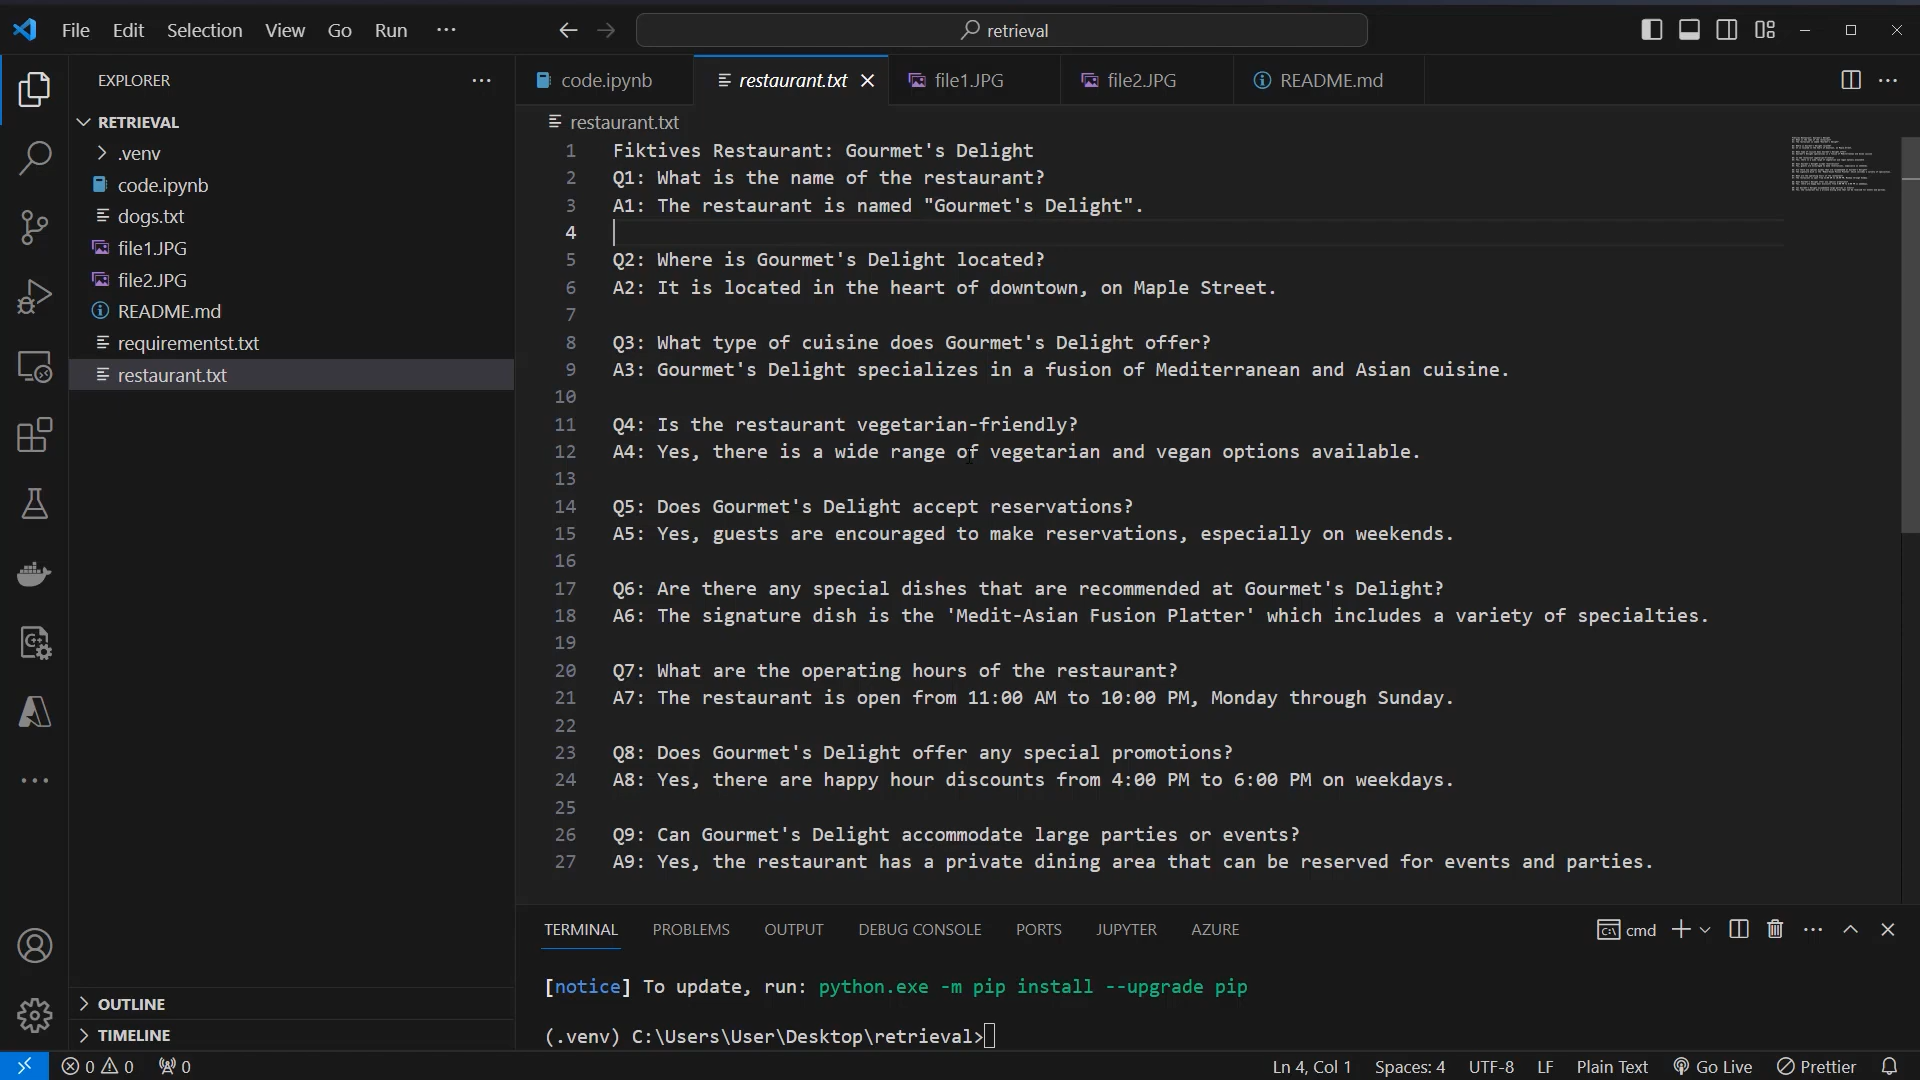 File Edit Selection View Go Run ···
retrieval
EXPLORER
RETRIEVAL
.venv
code.ipynb
dogs.txt
file1.JPG
file2.JPG
README.md
requirementst.txt
restaurant.txt
OUTLINE
TIMELINE
code.ipynb restaurant.txt file1.JPG file2.JPG README.md
restaurant.txt
1 Fiktives Restaurant: Gourmet's Delight
2 Q1: What is the name of the restaurant?
3 A1: The restaurant is named "Gourmet's Delight".
4
5 Q2: Where is Gourmet's Delight located?
6 A2: It is located in the heart of downtown, on Maple Street.
7
8 Q3: What type of cuisine does Gourmet's Delight offer?
9 A3: Gourmet's Delight specializes in a fusion of Mediterranean and Asian cuisine.
10
11 Q4: Is the restaurant vegetarian-friendly?
12 A4: Yes, there is a wide range of vegetarian and vegan options available.
13
14 Q5: Does Gourmet's Delight accept reservations?
15 A5: Yes, guests are encouraged to make reservations, especially on weekends.
16
17 Q6: Are there any special dishes that are recommended at Gourmet's Delight?
18 A6: The signature dish is the 'Medit-Asian Fusion Platter' which includes a variety of specialties.
19
20 Q7: What are the operating hours of the restaurant?
21 A7: The restaurant is open from 11:00 AM to 10:00 PM, Monday through Sunday.
22
23 Q8: Does Gourmet's Delight offer any special promotions?
24 A8: Yes, there are happy hour discounts from 4:00 PM to 6:00 PM on weekdays.
25
26 Q9: Can Gourmet's Delight accommodate large parties or events?
27 A9: Yes, the restaurant has a private dining area that can be reserved for events and parties.
TERMINAL PROBLEMS OUTPUT DEBUG CONSOLE PORTS JUPYTER AZURE
cmd
[notice] To update, run: python.exe -m pip install --upgrade pip
(.venv) C:\Users\User\Desktop\retrieval>
0 0 0 Ln 4, Col 1 Spaces: 4 UTF-8 LF Plain Text Go Live Prettier